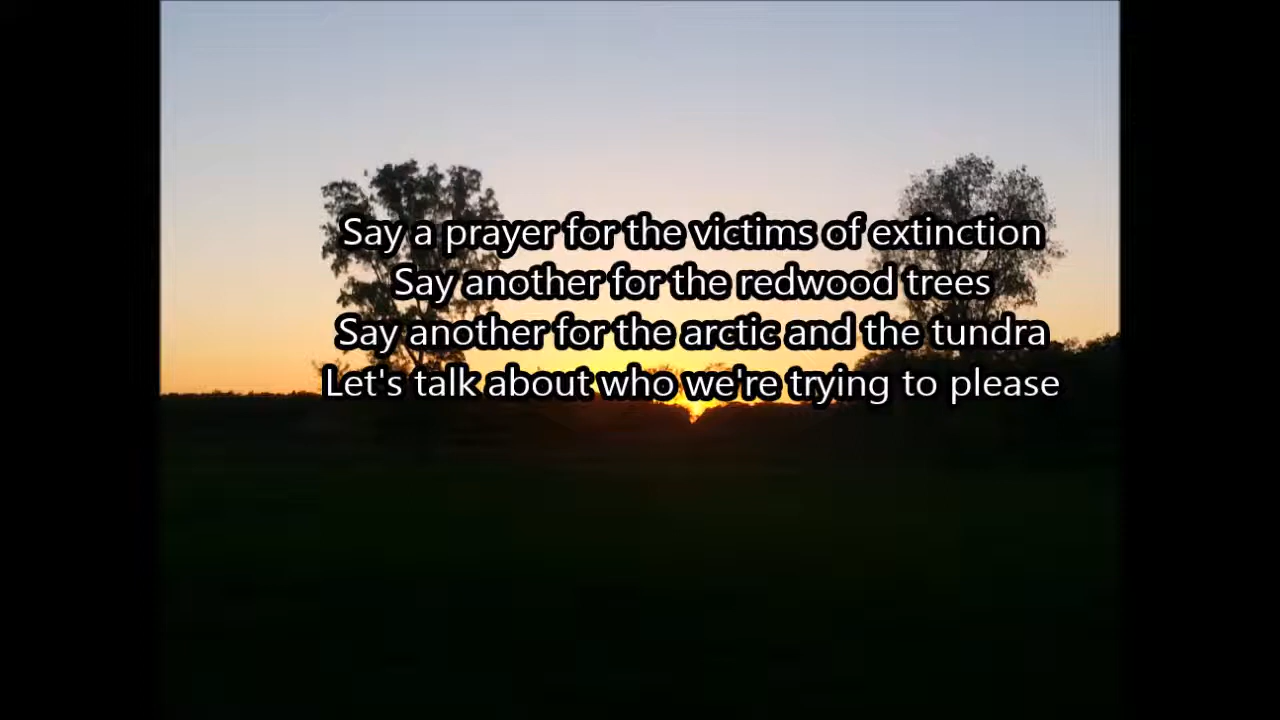 Say a prayer for the victims of extinction
Say another for the redwood trees
Say another for the arctic and the tundra
Let's talk about who we're trying to please